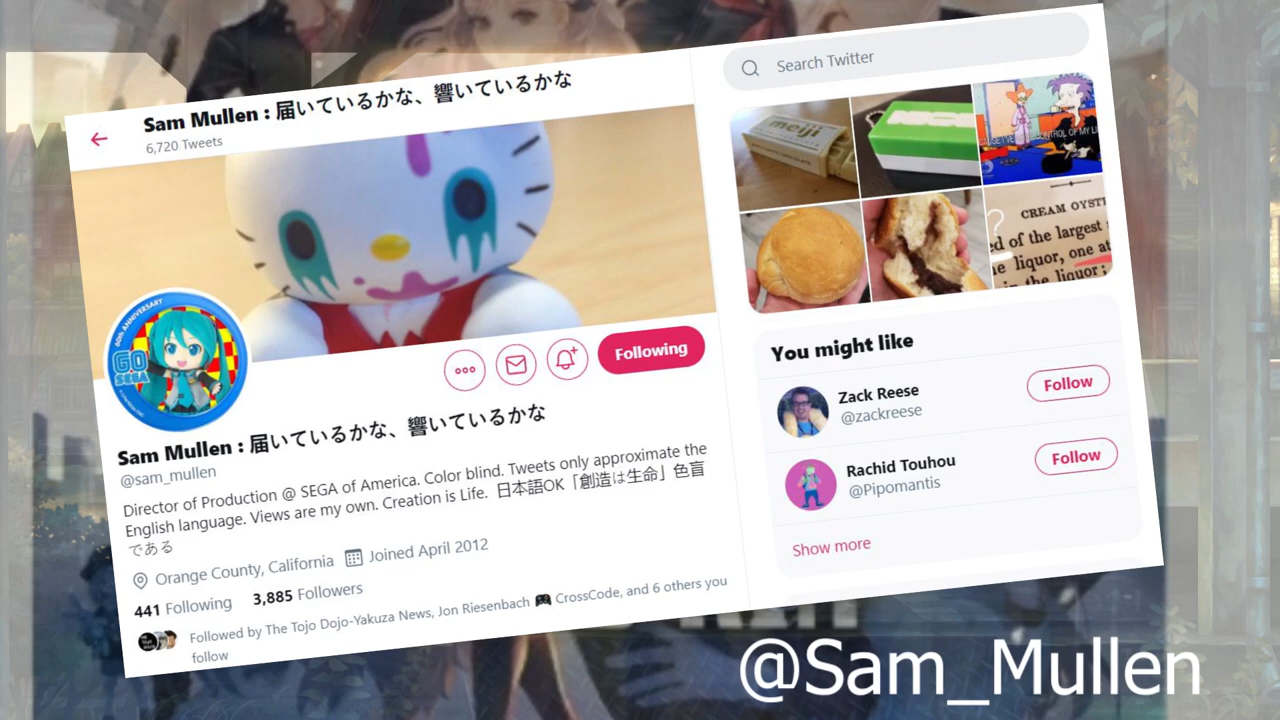 Sam Mullen : 届いているかな、響いているかな
6,720 Tweets
60th ANNIVERSARY
GO
SEGA
Following
Sam Mullen : 届いているかな、響いているかな
@sam_mullen
Director of Production @ SEGA of America. Color blind. Tweets only approximate the
English language. Views are my own. Creation is Life. 日本語OK「創造は生命」色盲
である
Orange County, California Joined April 2012
441 Following 3,885 Followers
Followed by The Tojo Dojo-Yakuza News, Jon Riesenbach 🎮 CrossCode, and 6 others you
follow
Search Twitter
meiji
CONTROL OF MY
CREAM OYST
ed of the largest
e liquor, one at
in the liquor;
You might like
Zack Reese
@zackreese
Follow
Rachid Touhou
@Pipomantis
Follow
Show more
@Sam_Mullen